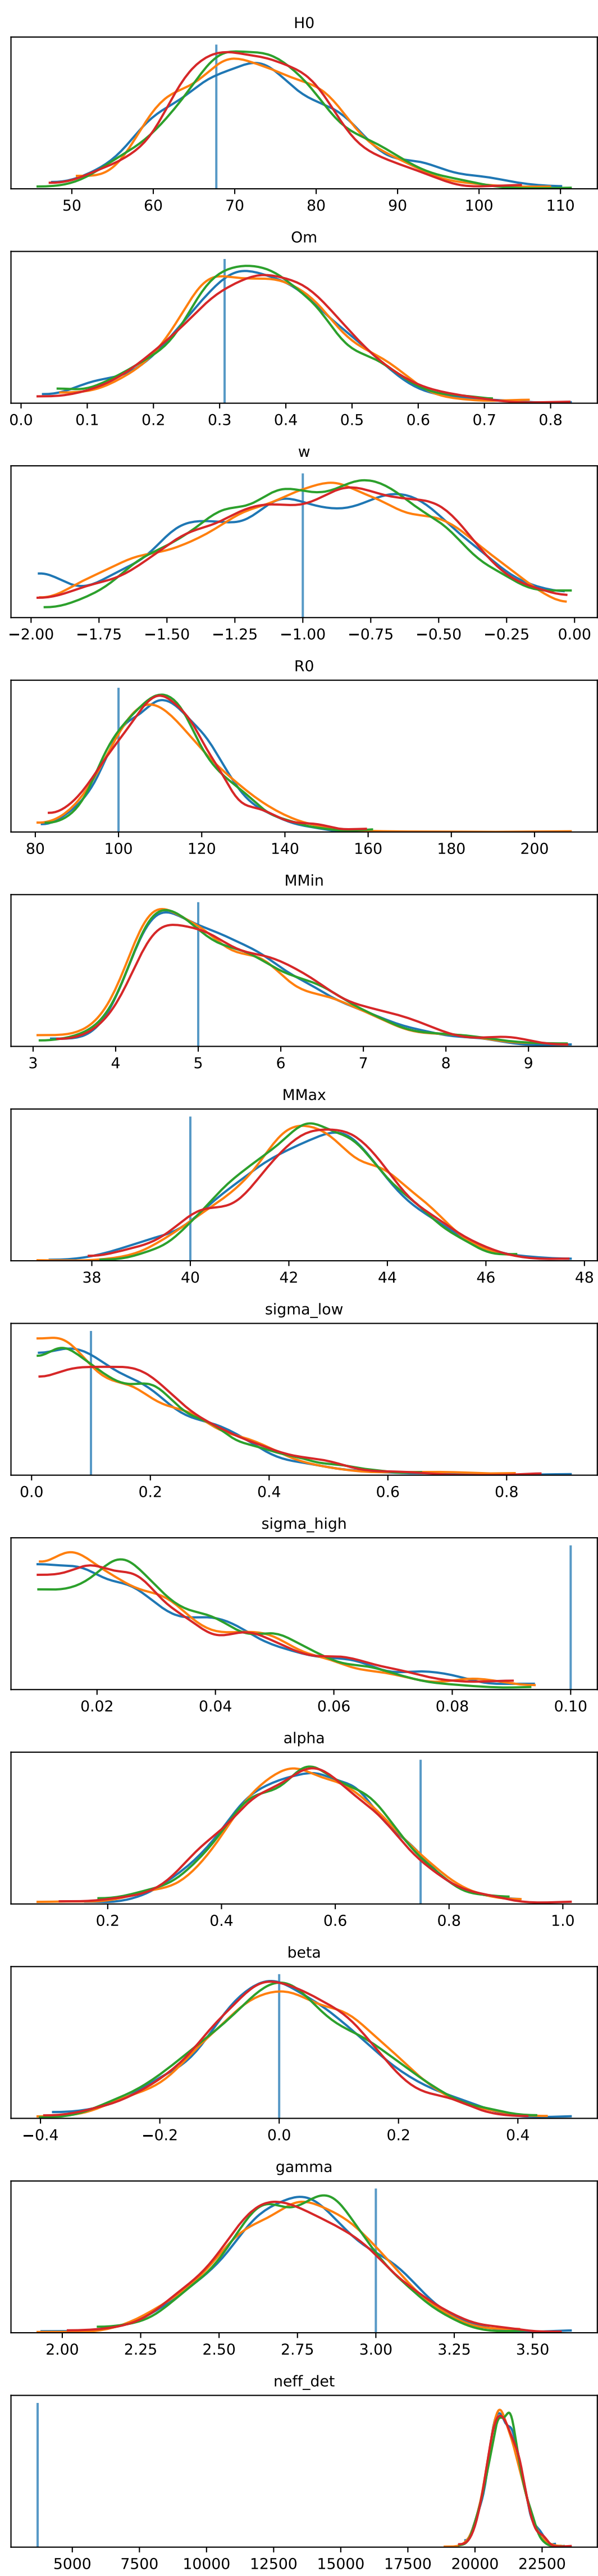 H0
50 60 70 80 90 100 110
Om
0.0 0.1 0.2 0.3 0.4 0.5 0.6 0.7 0.8
w
−2.00 −1.75 −1.50 −1.25 −1.00 −0.75 −0.50 −0.25 0.00
R0
80 100 120 140 160 180 200
MMin
3 4 5 6 7 8 9
MMax
38 40 42 44 46 48
sigma_low
0.0 0.2 0.4 0.6 0.8
sigma_high
0.02 0.04 0.06 0.08 0.10
alpha
0.2 0.4 0.6 0.8 1.0
beta
−0.4 −0.2 0.0 0.2 0.4
gamma
2.00 2.25 2.50 2.75 3.00 3.25 3.50
neff_det
5000 7500 10000 12500 15000 17500 20000 22500